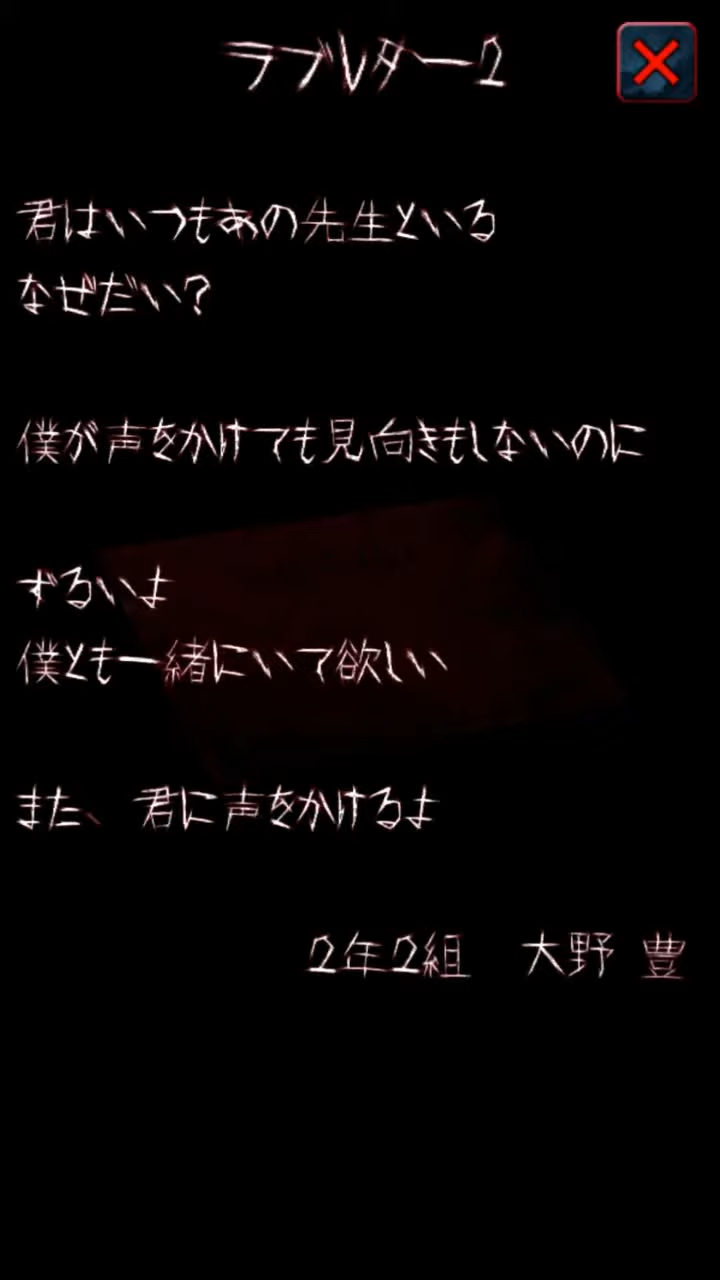 ラブレター2
君はいつもあの先生といる
なぜだい?
僕が声をかけても見向きもしないのに
ずるいよ
僕とも一緒にいて欲しい
また、君に声をかけるよ
2年2組　大野 豊